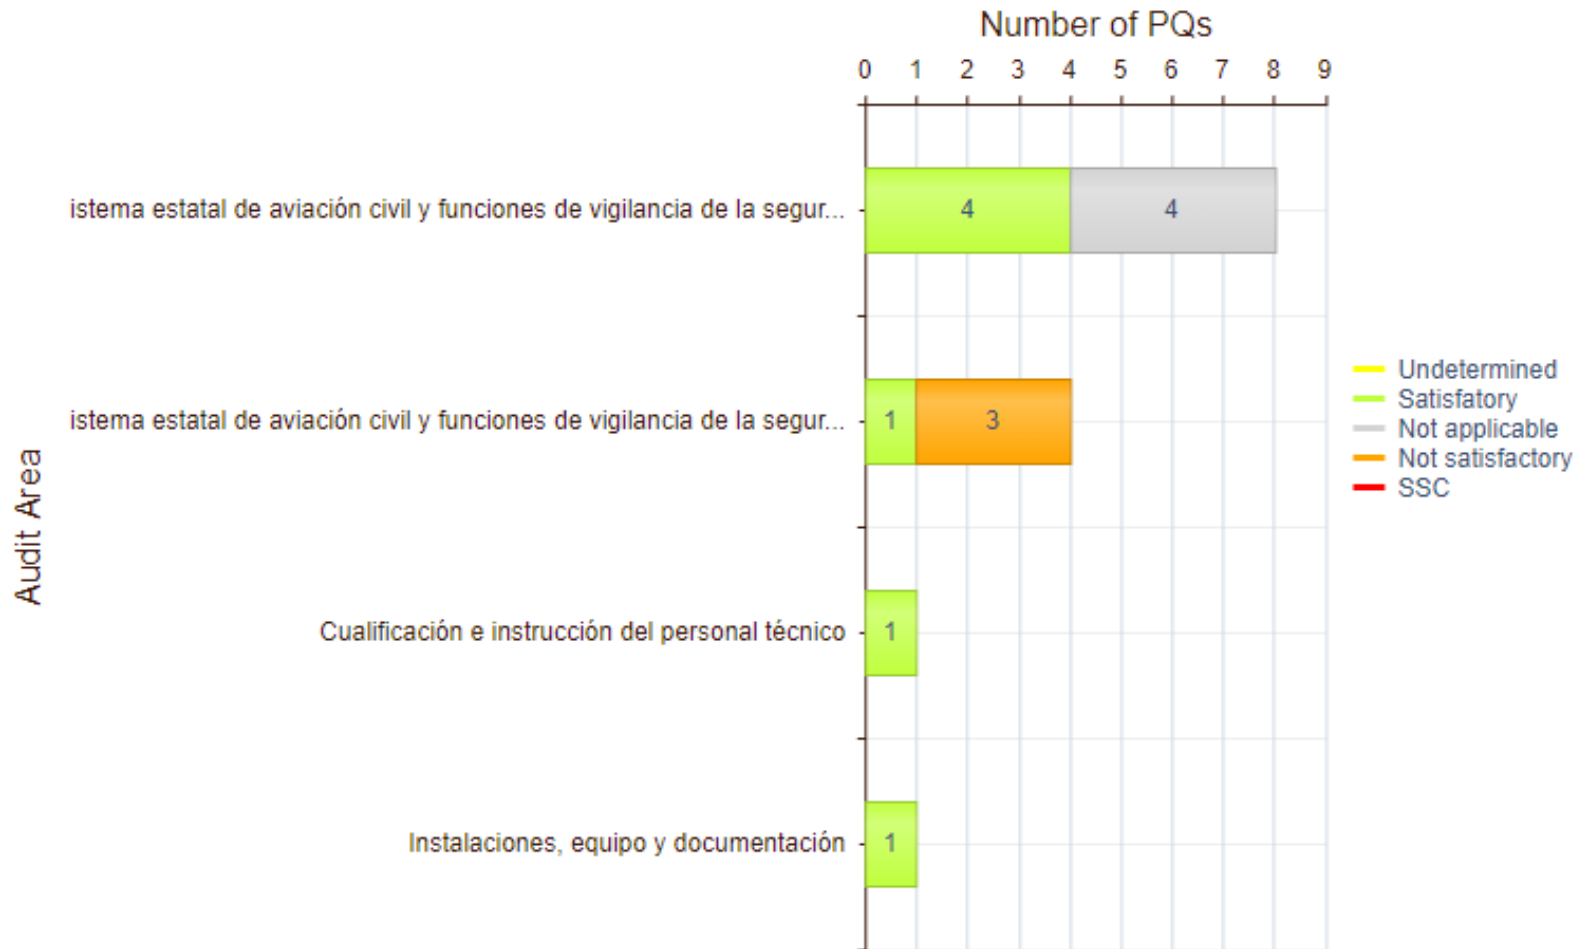 Number of PQs
0 1 2 3 4 5 6 7 8 9
istema estatal de aviación civil y funciones de vigilancia de la segur...
4 4
istema estatal de aviación civil y funciones de vigilancia de la segur...
1 3
Cualificación e instrucción del personal técnico
1
Instalaciones, equipo y documentación
1
Audit Area
Undetermined
Satisfatory
Not applicable
Not satisfactory
SSC